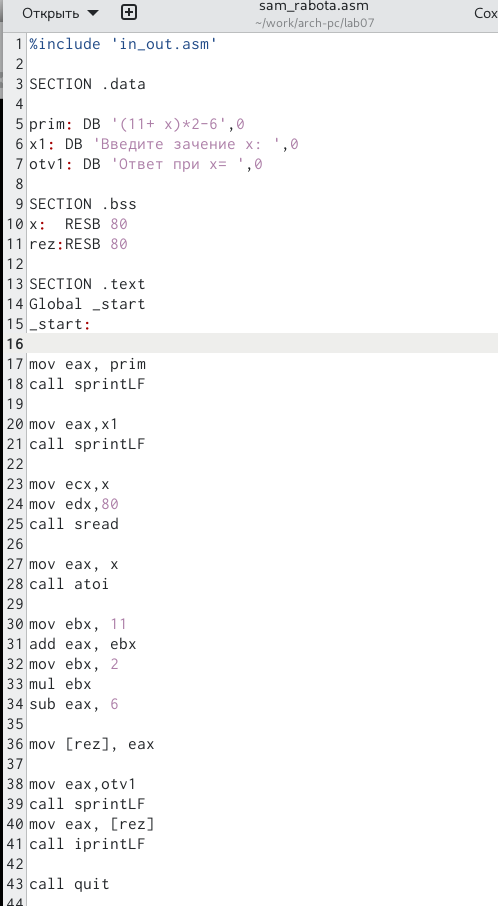 Открыть
sam_rabota.asm
~/work/arch-pc/lab07
Сох
1 %include 'in_out.asm'
2
3 SECTION .data
4
5 prim: DB '(11+ x)*2-6',0
6 x1: DB 'Введите зачение x: ',0
7 otv1: DB 'Ответ при x= ',0
8
9 SECTION .bss
10 x:  RESB 80
11 rez:RESB 80
12
13 SECTION .text
14 Global _start
15 _start:
16
17 mov eax, prim
18 call sprintLF
19
20 mov eax,x1
21 call sprintLF
22
23 mov ecx,x
24 mov edx,80
25 call sread
26
27 mov eax, x
28 call atoi
29
30 mov ebx, 11
31 add eax, ebx
32 mov ebx, 2
33 mul ebx
34 sub eax, 6
35
36 mov [rez], eax
37
38 mov eax,otv1
39 call sprintLF
40 mov eax, [rez]
41 call iprintLF
42
43 call quit
44